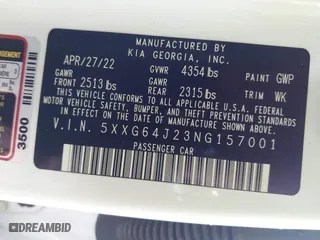 MANUFACTURED BY
KIA GEORGIA, INC.
APR/27/22 GVWR 4354 lbs PAINT GWP
GAWR FRONT 2513 lbs GAWR REAR 2315 lbs TRIM WK
THIS VEHICLE CONFORMS TO ALL APPLICABLE FEDERAL MOTOR VEHICLE SAFETY, BUMPER, AND THEFT PREVENTION STANDARDS IN EFFECT ON THE DATE OF MANUFACTURE SHOWN ABOVE.
V.I.N. 5XXG64J23NG157001
PASSENGER CAR
3500
DREAMBID